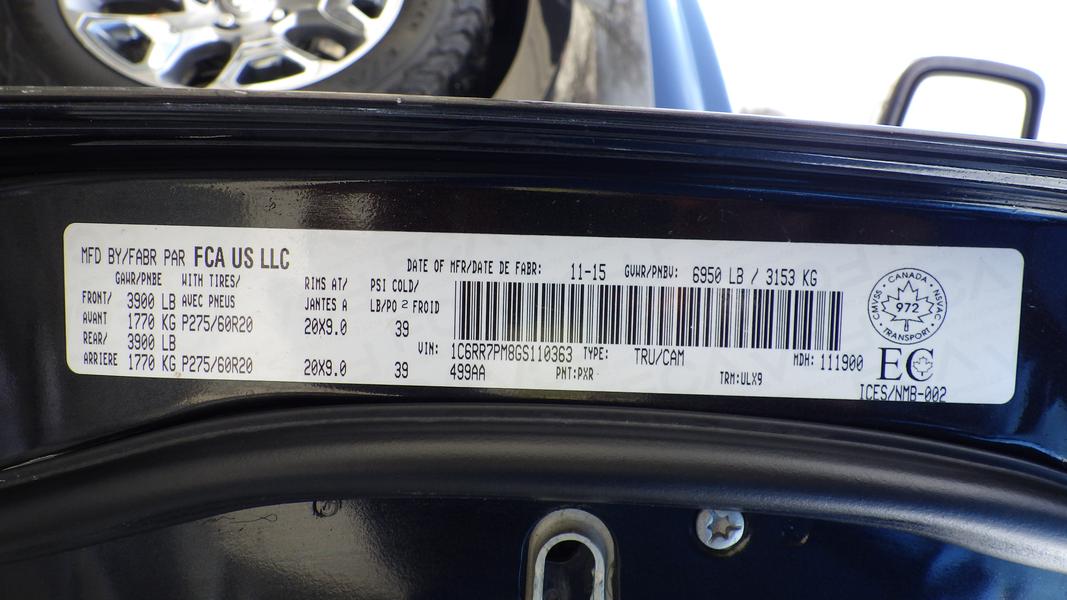 MFD BY/FABR PAR FCA US LLC
DATE OF MFR/DATE DE FABR: 11-15 GVWR/PNBV: 6950 LB / 3153 KG
GAWR/PNBE WITH TIRES/ RIMS AT/ PSI COLD/
FRONT/ 3900 LB AVEC PNEUS JANTES A LB/PO 2 FROID
AVANT 1770 KG P275/60R20 20X9.0 39
REAR/ 3900 LB
ARRIERE 1770 KG P275/60R20 20X9.0 39
VIN: 1C6RR7PM8GS110363 TYPE: TRU/CAM MDH: 111900
499AA PNT:PXR TRM:ULX9
CANADA
CMVSS NSVAC
972
TRANSPORT
EC
ICES/NMB-002